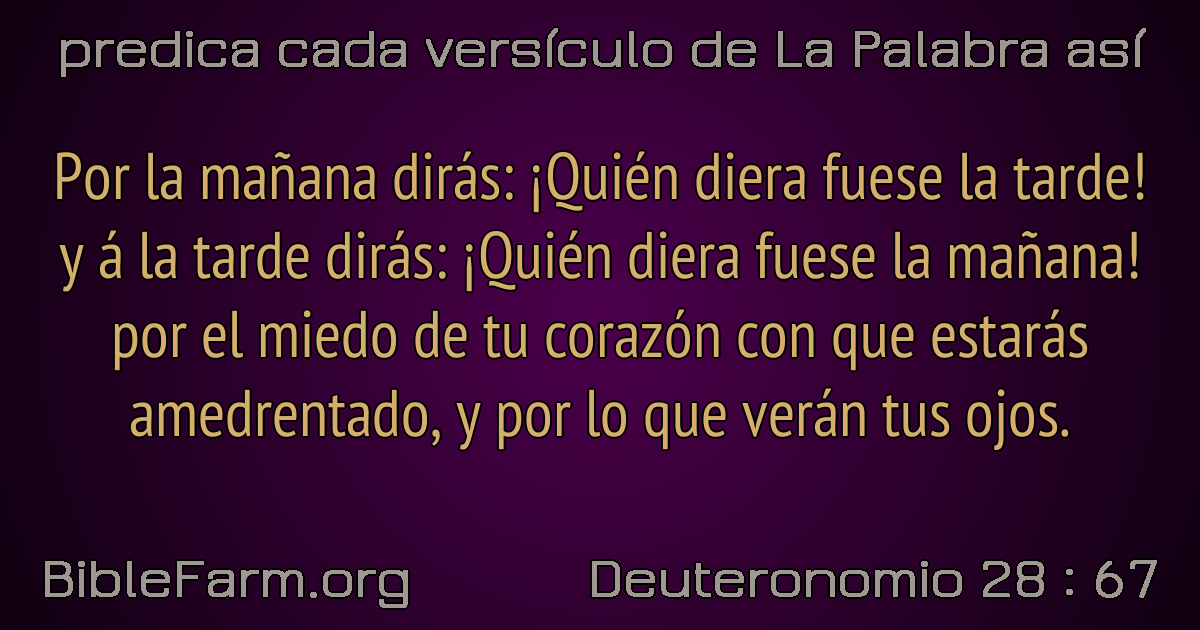 predica cada versículo de La Palabra así
Por la mañana dirás: ¡Quién diera fuese la tarde!
y á la tarde dirás: ¡Quién diera fuese la mañana!
por el miedo de tu corazón con que estarás
amedrentado, y por lo que verán tus ojos.
BibleFarm.org
Deuteronomio 28 : 67